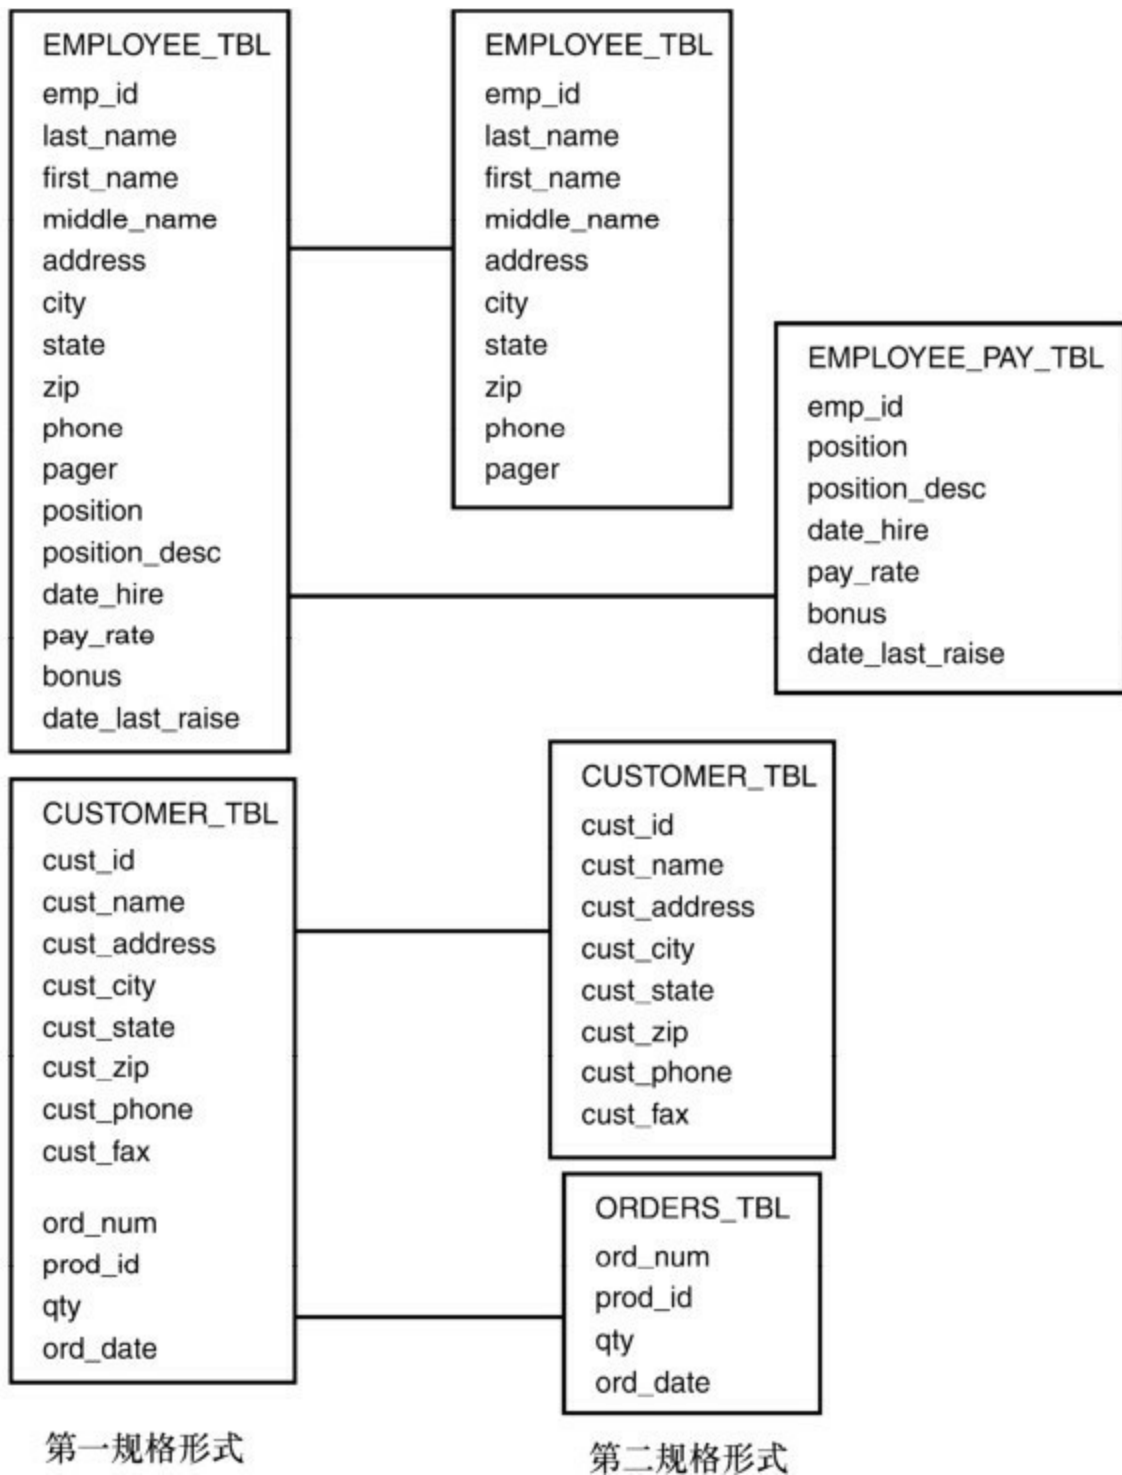 EMPLOYEE_TBL
emp_id
last_name
first_name
middle_name
address
city
state
zip
phone
pager
position
position_desc
date_hire
pay_rate
bonus
date_last_raise
EMPLOYEE_TBL
emp_id
last_name
first_name
middle_name
address
city
state
zip
phone
pager
EMPLOYEE_PAY_TBL
emp_id
position
position_desc
date_hire
pay_rate
bonus
date_last_raise
CUSTOMER_TBL
cust_id
cust_name
cust_address
cust_city
cust_state
cust_zip
cust_phone
cust_fax
ord_num
prod_id
qty
ord_date
CUSTOMER_TBL
cust_id
cust_name
cust_address
cust_city
cust_state
cust_zip
cust_phone
cust_fax
ORDERS_TBL
ord_num
prod_id
qty
ord_date
第一规格形式
第二规格形式